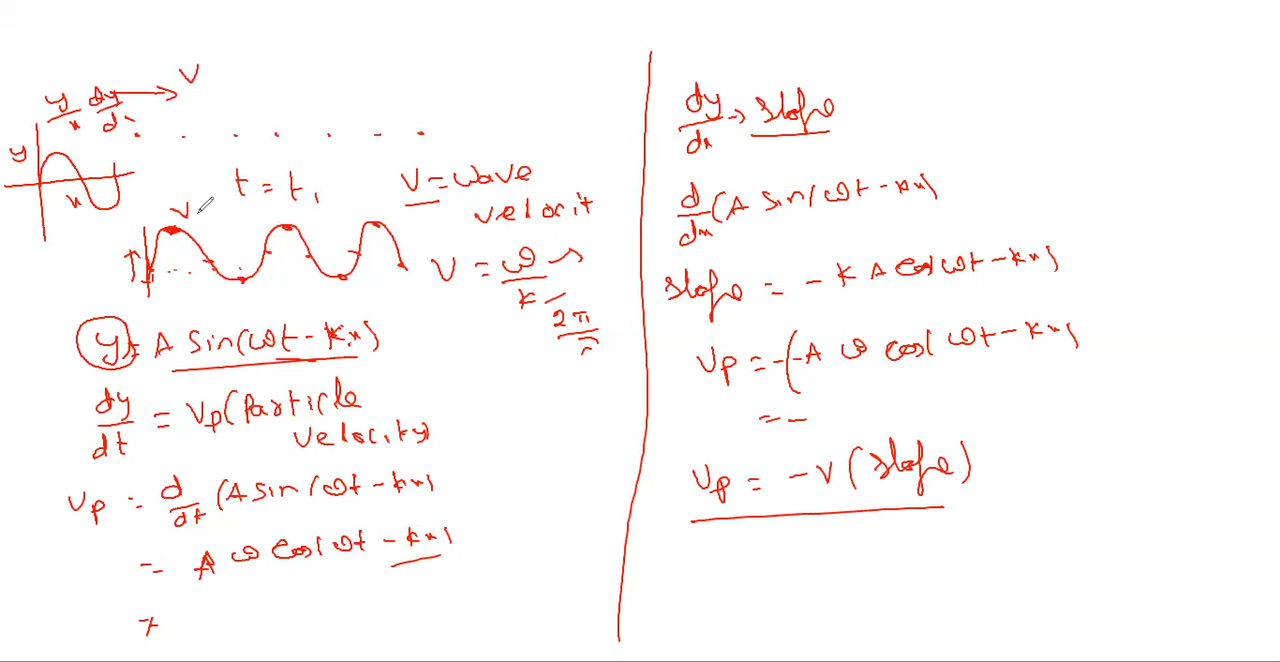 V
y/x dy/dt
y
x
t = t₁
V = wave
velocit
V
V = ω
k
2π
λ
y = A Sin(ωt - kx)
dy/dt = Vp(Particle
velocity)
Vp = d/dt (A sin(ωt - kx)
= A ω cos(ωt - kx)
dy/dx → slope
d/dx (A sin(ωt - kx)
slope = - k A cos(ωt - kx)
Vp = -(-A ω cos(ωt - kx)
= -
Vp = -V (slope)